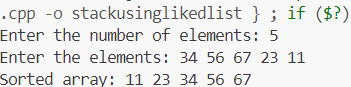 .cpp -o stackusinglikedlist } ; if ($?)
Enter the number of elements: 5
Enter the elements: 34 56 67 23 11
Sorted array: 11 23 34 56 67